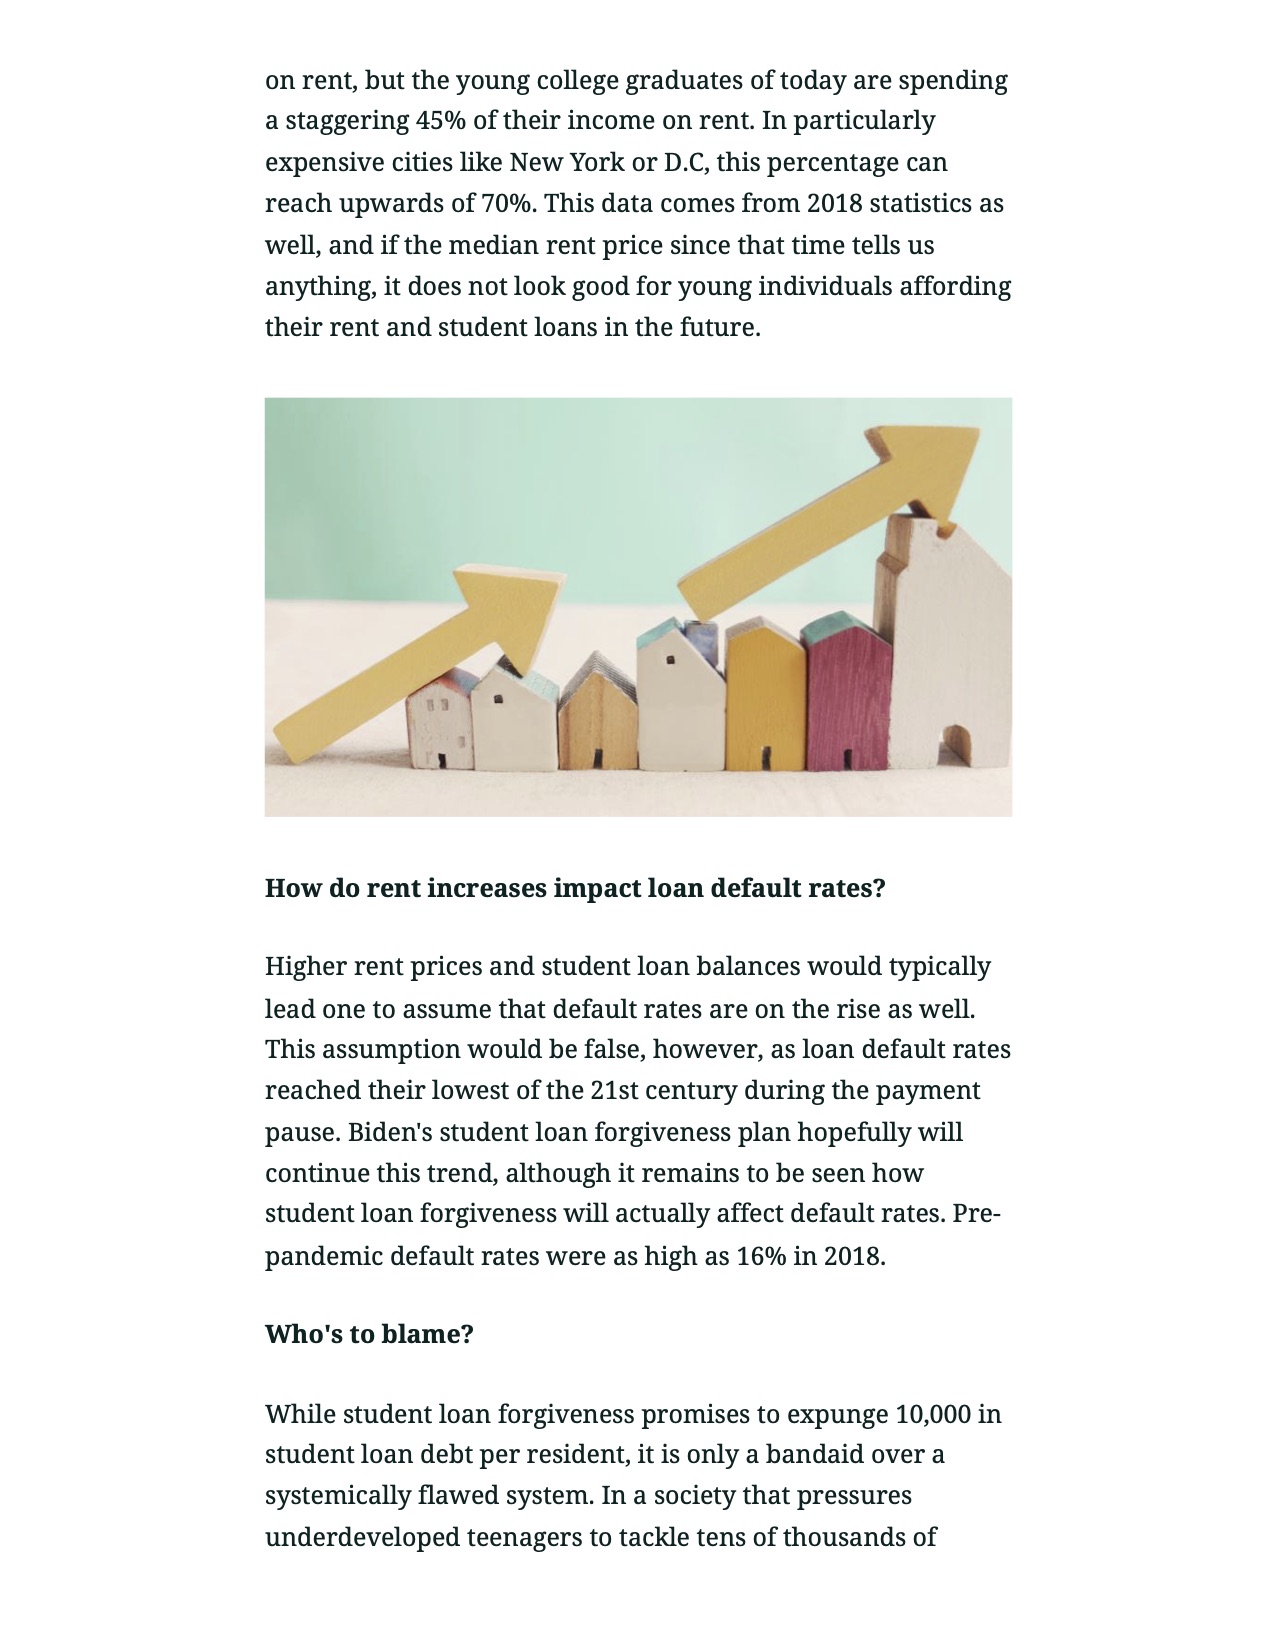 on rent, but the young college graduates of today are spending
a staggering 45% of their income on rent. In particularly
expensive cities like New York or D.C, this percentage can
reach upwards of 70%. This data comes from 2018 statistics as
well, and if the median rent price since that time tells us
anything, it does not look good for young individuals affording
their rent and student loans in the future.
How do rent increases impact loan default rates?
Higher rent prices and student loan balances would typically
lead one to assume that default rates are on the rise as well.
This assumption would be false, however, as loan default rates
reached their lowest of the 21st century during the payment
pause. Biden's student loan forgiveness plan hopefully will
continue this trend, although it remains to be seen how
student loan forgiveness will actually affect default rates. Pre-
pandemic default rates were as high as 16% in 2018.
Who's to blame?
While student loan forgiveness promises to expunge 10,000 in
student loan debt per resident, it is only a bandaid over a
systemically flawed system. In a society that pressures
underdeveloped teenagers to tackle tens of thousands of